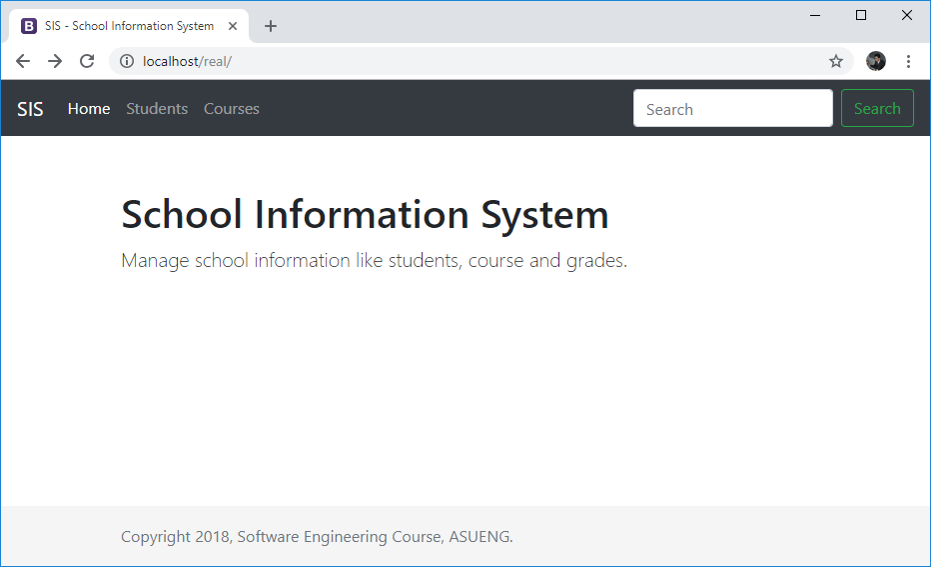 B SIS - School Information System
localhost/real/
SIS Home Students Courses Search Search
School Information System
Manage school information like students, course and grades.
Copyright 2018, Software Engineering Course, ASUENG.